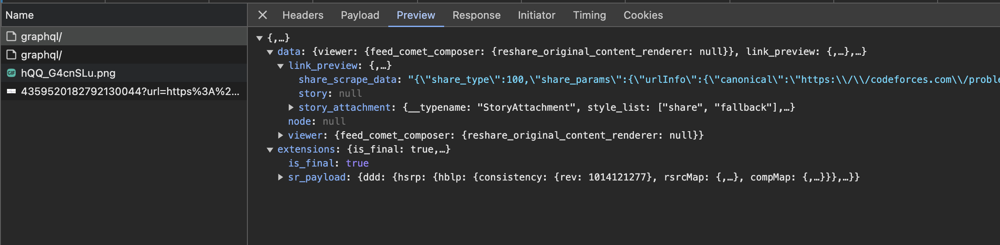 Name
graphql/
graphql/
GIF
hQQ_G4cnSLu.png
4359520182792130044?url=https%3A%2...
Headers Payload Preview Response Initiator Timing Cookies
{,…}
data: {viewer: {feed_comet_composer: {reshare_original_content_renderer: null}}, link_preview: {,…},…}
link_preview: {,…}
share_scrape_data: "{\"share_type\":100,\"share_params\":{\"urlInfo\":{\"canonical\":\"https:\\/\\/codeforces.com\\/proble
story: null
story_attachment: {__typename: "StoryAttachment", style_list: ["share", "fallback"],…}
node: null
viewer: {feed_comet_composer: {reshare_original_content_renderer: null}}
extensions: {is_final: true,…}
is_final: true
sr_payload: {ddd: {hsrp: {hblp: {consistency: {rev: 1014121277}, rsrcMap: {,…}, compMap: {,…}}},…}}